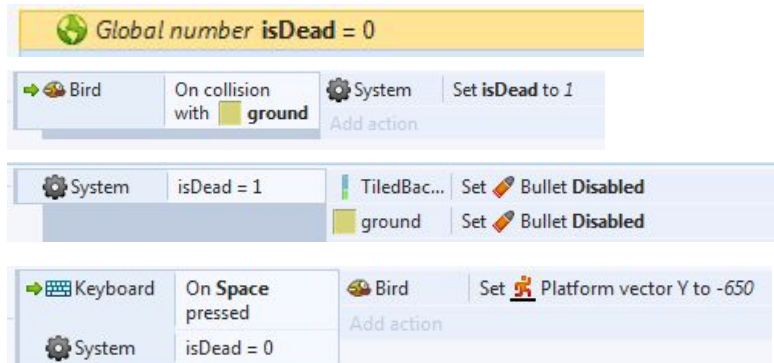 Global number isDead = 0
Bird On collision System Set isDead to 1
with ground Add action
System isDead = 1 TiledBac... Set Bullet Disabled
ground Set Bullet Disabled
Keyboard On Space Bird Set Platform vector Y to -650
pressed Add action
System isDead = 0